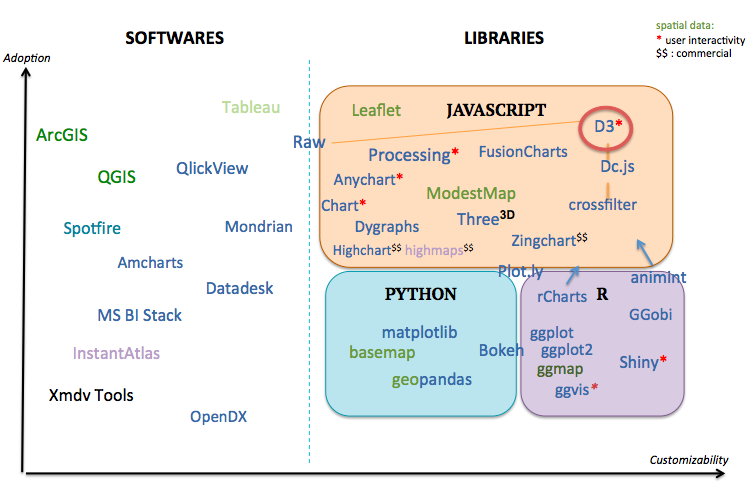 spatial data:
* user interactivity
$$ : commercial
SOFTWARES
LIBRARIES
Adoption
Tableau
ArcGIS
QGIS
QlickView
Spotfire
Mondrian
Amcharts
Datadesk
MS BI Stack
InstantAtlas
Xmdv Tools
OpenDX
Raw
Leaflet
JAVASCRIPT
D3*
Processing*
FusionCharts
Dc.js
Anychart*
ModestMap
crossfilter
Chart*
Three3D
Dygraphs
Zingchart$$
Highchart$$ highmaps$$
Plot.ly
animint
PYTHON
matplotlib
basemap
Bokeh
geopandas
rCharts
R
GGobi
ggplot
ggplot2
ggmap
Shiny*
ggvis*
Customizability